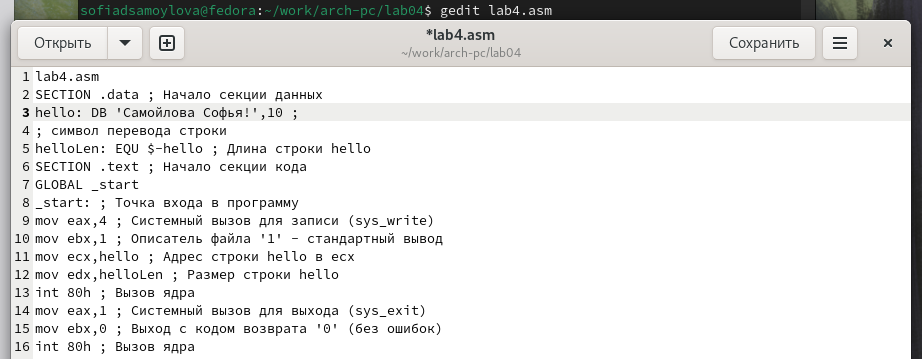 sofiadsamoylova@fedora:~/work/arch-pc/lab04$ gedit lab4.asm
Открыть
*lab4.asm
~/work/arch-pc/lab04
Сохранить
1 lab4.asm
2 SECTION .data ; Начало секции данных
3 hello: DB 'Самойлова Софья!',10 ;
4 ; символ перевода строки
5 helloLen: EQU $-hello ; Длина строки hello
6 SECTION .text ; Начало секции кода
7 GLOBAL _start
8 _start: ; Точка входа в программу
9 mov eax,4 ; Системный вызов для записи (sys_write)
10 mov ebx,1 ; Описатель файла '1' - стандартный вывод
11 mov ecx,hello ; Адрес строки hello в ecx
12 mov edx,helloLen ; Размер строки hello
13 int 80h ; Вызов ядра
14 mov eax,1 ; Системный вызов для выхода (sys_exit)
15 mov ebx,0 ; Выход с кодом возврата '0' (без ошибок)
16 int 80h ; Вызов ядра